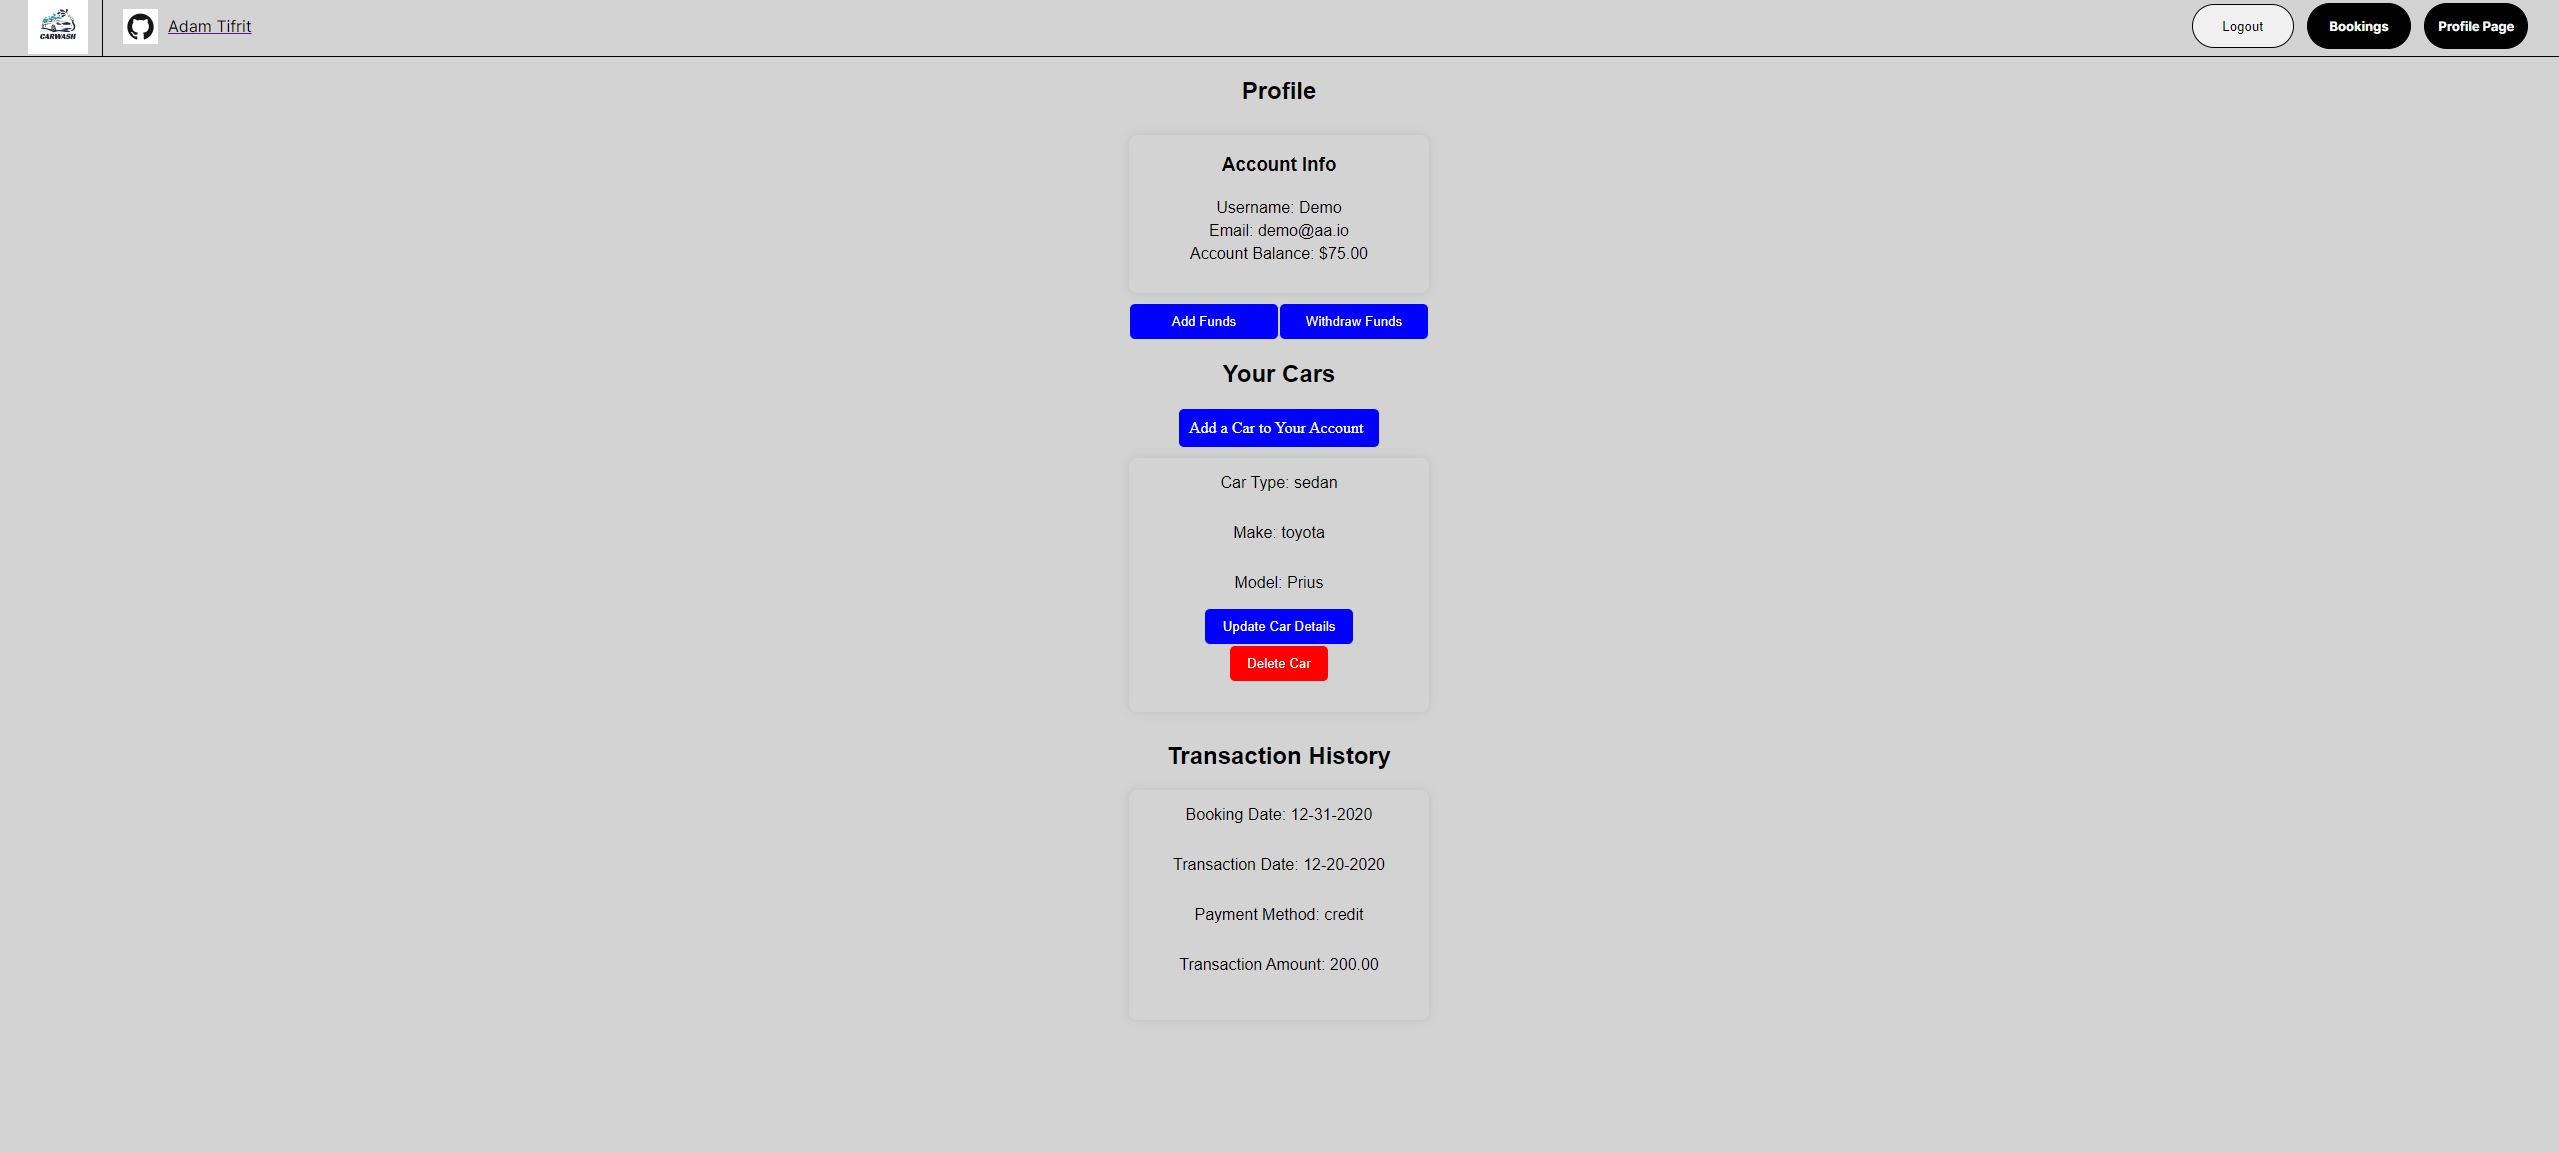 CARWASH
Adam Tifrit
Logout
Bookings
Profile Page
Profile
Account Info
Username: Demo
Email: demo@aa.io
Account Balance: $75.00
Add Funds
Withdraw Funds
Your Cars
Add a Car to Your Account
Car Type: sedan
Make: toyota
Model: Prius
Update Car Details
Delete Car
Transaction History
Booking Date: 12-31-2020
Transaction Date: 12-20-2020
Payment Method: credit
Transaction Amount: 200.00